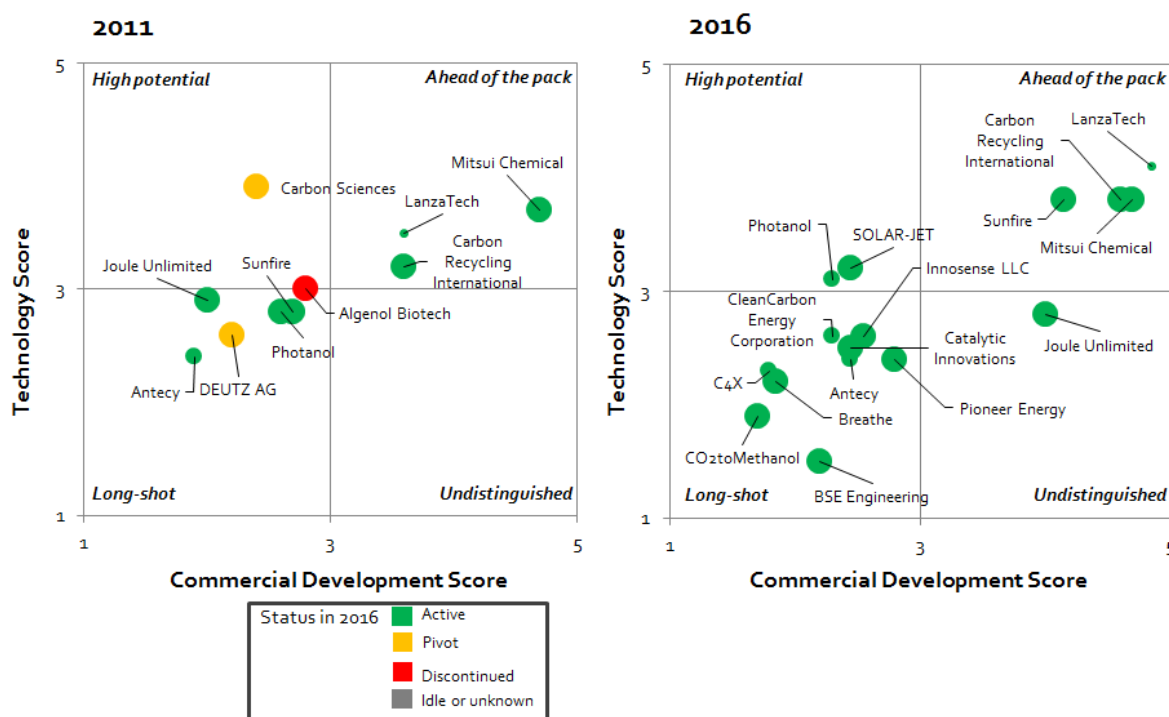 2011
5
High potential
Ahead of the pack
Mitsui Chemical
Carbon Sciences
LanzaTech
Carbon
Recycling
International
Joule Unlimited
Sunfire
3
Algenol Biotech
Photanol
Antecy
DEUTZ AG
Long-shot
Undistinguished
1
1
3
5
Technology Score
Commercial Development Score
2016
5
High potential
Ahead of the pack
Carbon
Recycling
International
LanzaTech
Sunfire
Mitsui Chemical
Photanol
SOLAR-JET
Innosense LLC
3
CleanCarbon
Energy
Corporation
Catalytic
Innovations
Joule Unlimited
C4X
Antecy
Breathe
Pioneer Energy
CO2toMethanol
BSE Engineering
Long-shot
Undistinguished
1
1
3
5
Technology Score
Commercial Development Score
Status in 2016
Active
Pivot
Discontinued
Idle or unknown